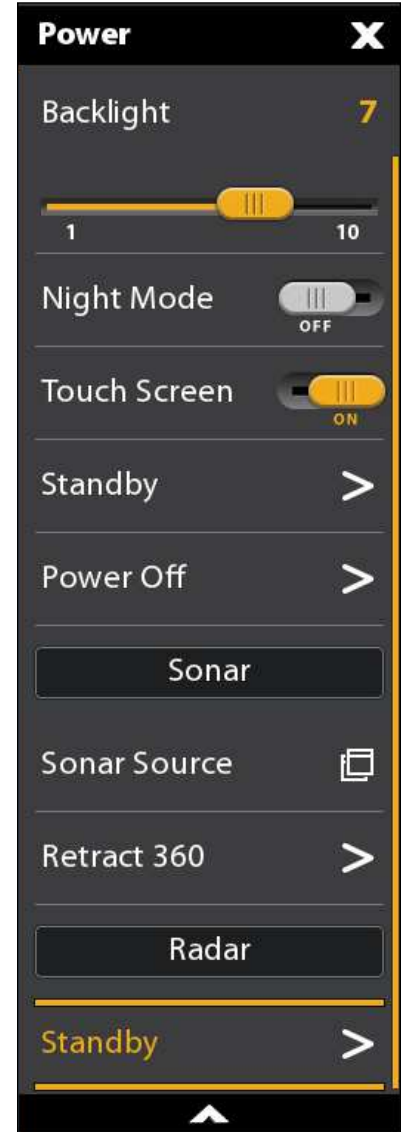 Power X
Backlight 7
1 10
Night Mode
OFF
Touch Screen
ON
Standby >
Power Off >
Sonar
Sonar Source
Retract 360 >
Radar
Standby >